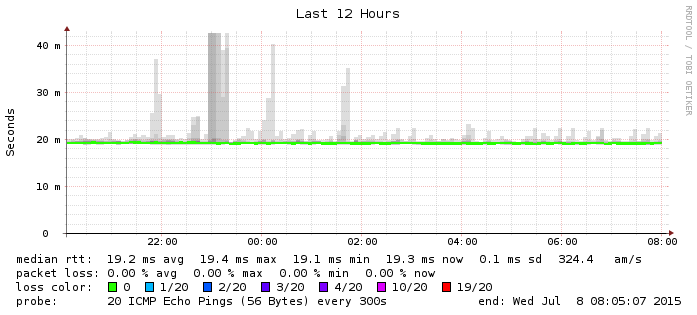 Last 12 Hours
RRDTOOL / TOBI OETIKER
Seconds
40 m
30 m
20 m
10 m
0
22:00 00:00 02:00 04:00 06:00 08:00
median rtt: 19.2 ms avg 19.4 ms max 19.1 ms min 19.3 ms now 0.1 ms sd 324.4 am/s
packet loss: 0.00 % avg 0.00 % max 0.00 % min 0.00 % now
loss color: 0 1/20 2/20 3/20 4/20 10/20 19/20
probe: 20 ICMP Echo Pings (56 Bytes) every 300s end: Wed Jul 8 08:05:07 2015